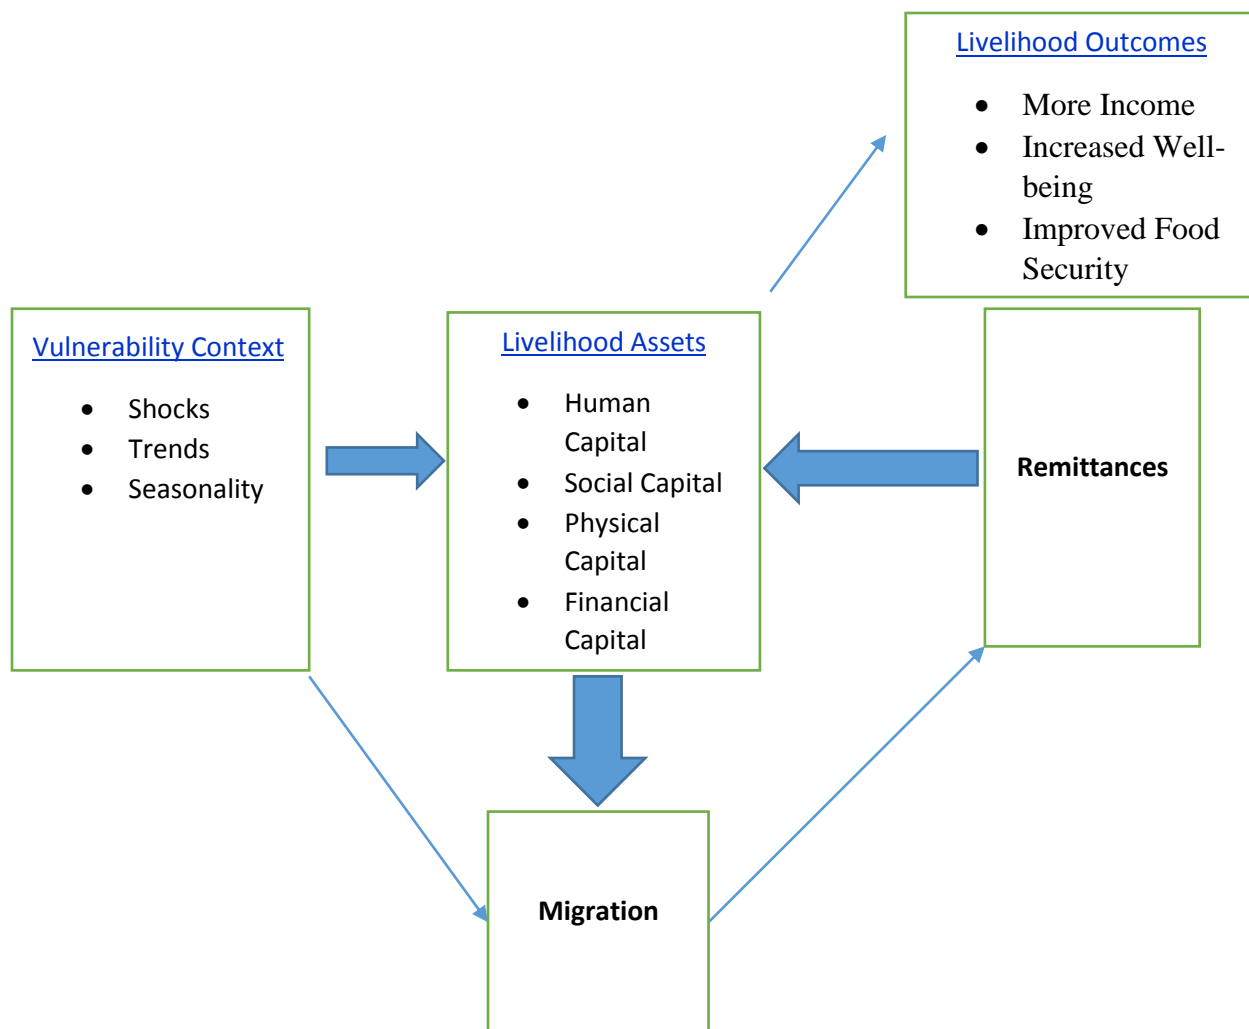 Livelihood Outcomes
• More Income
• Increased Well-
being
• Improved Food
Security
Vulnerability Context
• Shocks
• Trends
• Seasonality
Livelihood Assets
• Human
Capital
• Social Capital
• Physical
Capital
• Financial
Capital
Remittances
Migration